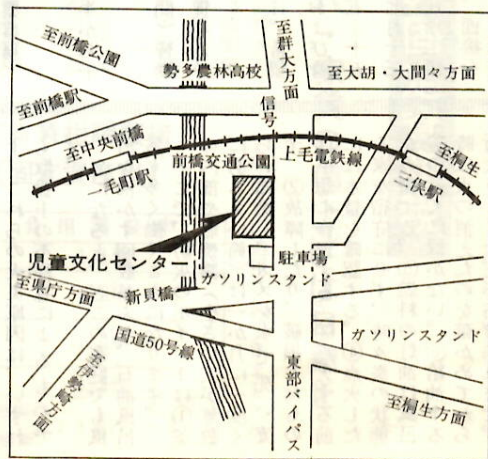 至前橋公園
勢多農林高校
至群大方面
至大胡・大間々方面
至前橋駅
信号
至中央前橋
前橋交通公園
上毛電鉄線
至桐生
一毛町駅
三俣駅
児童文化センター
駐車場
ガソリンスタンド
至県庁方面
新貝橋
国道50号線
ガソリンスタンド
至伊勢崎方面
東部バイパス
至桐生方面